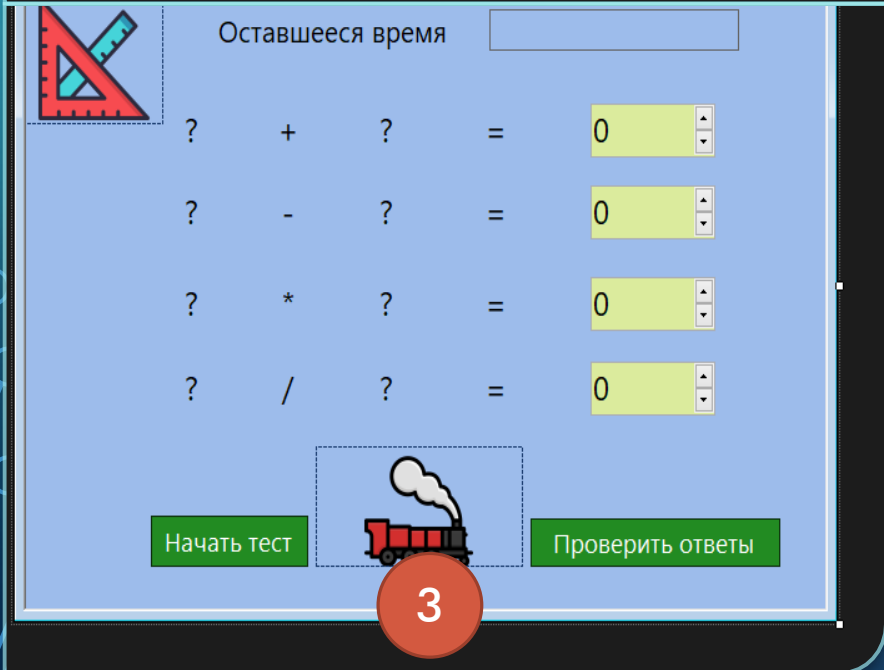 Оставшееся время
? + ? = 0
? - ? = 0
? * ? = 0
? / ? = 0
Начать тест
Проверить ответы
3